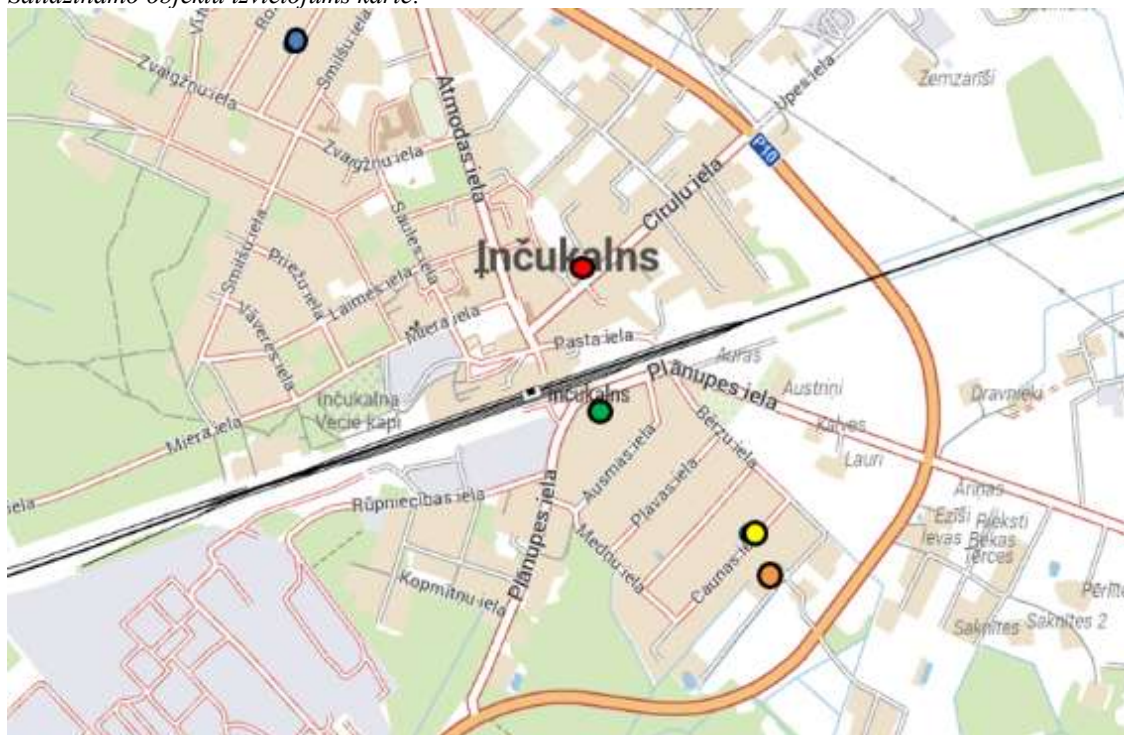 Salīdzināmo objektu izvietojums kartē:
Zvaigžņu iela
Smilšu iela
Atmodas iela
Zvaigžņu iela
Upes iela
Zemzarīši
P10
Cīruļu iela
Saules iela
Smilšu iela
Inčukalns
Priežu iela
Laimes iela
Miera iela
Vāveres iela
Pasta iela
Auras
Plānupes iela
Austriņi
Dravnieki
Inčukalns
Inčukalna
Vecie kapi
Miera iela
Kalves
Lauri
Bērzu iela
Ausmas iela
Pļavas iela
iela
Rūpniecības iela
Plānupes iela
Medņu iela
Caunas iela
Kopmītņu iela
Ariņas
Ezīši
Rieksti
Ievas
Bekas
Tērces
Saknītes
Saknītes 2